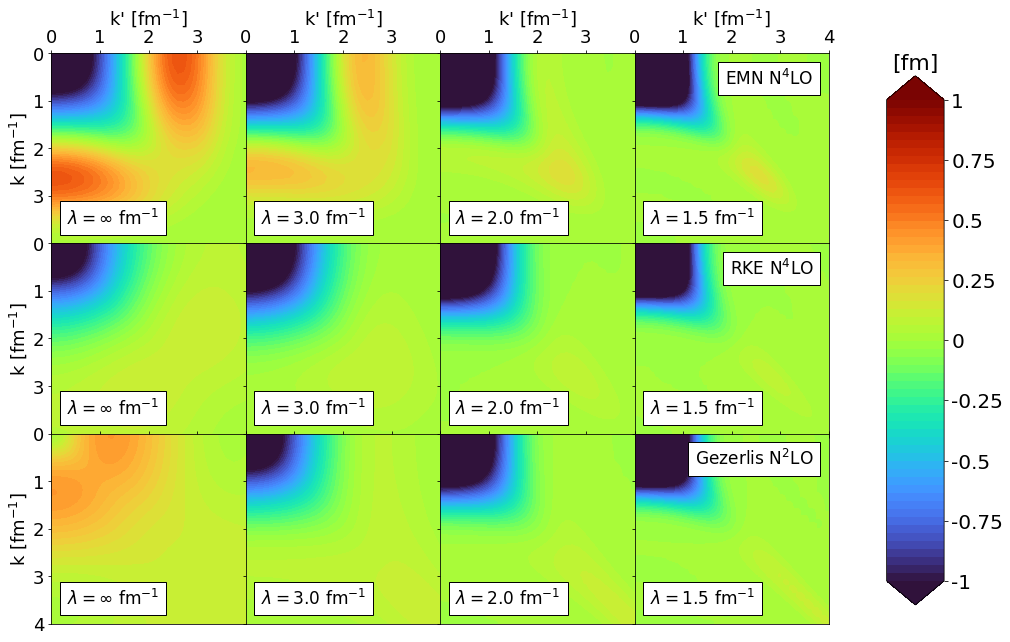 k' [fm⁻¹] k' [fm⁻¹] k' [fm⁻¹] k' [fm⁻¹]
0 1 2 3 0 1 2 3 0 1 2 3 0 1 2 3 4
[fm]
0
1
2
3
k [fm⁻¹]
EMN N⁴LO
λ = ∞ fm⁻¹ λ = 3.0 fm⁻¹ λ = 2.0 fm⁻¹ λ = 1.5 fm⁻¹
0
1
2
3
k [fm⁻¹]
RKE N⁴LO
λ = ∞ fm⁻¹ λ = 3.0 fm⁻¹ λ = 2.0 fm⁻¹ λ = 1.5 fm⁻¹
0
1
2
3
4
k [fm⁻¹]
Gezerlis N²LO
λ = ∞ fm⁻¹ λ = 3.0 fm⁻¹ λ = 2.0 fm⁻¹ λ = 1.5 fm⁻¹
1
0.75
0.5
0.25
0
-0.25
-0.5
-0.75
-1